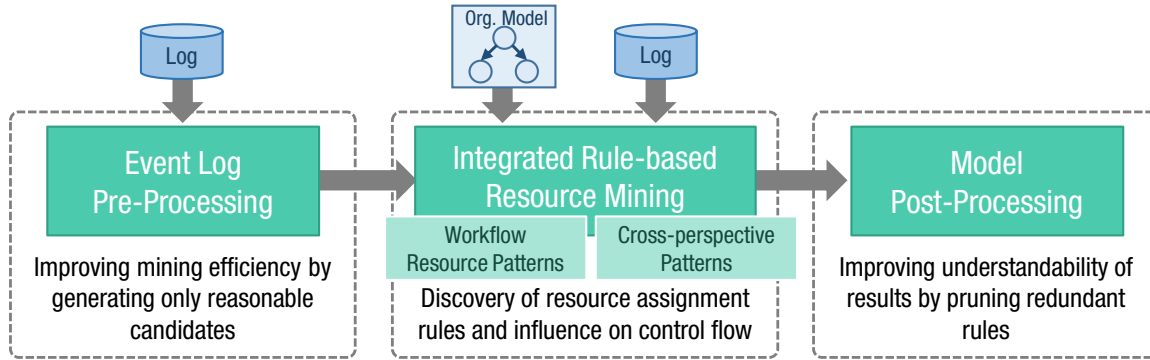 Log
Org. Model
Log
Event Log
Pre-Processing
Improving mining efficiency by
generating only reasonable
candidates
Integrated Rule-based
Resource Mining
Workflow
Resource Patterns
Cross-perspective
Patterns
Discovery of resource assignment
rules and influence on control flow
Model
Post-Processing
Improving understandability of
results by pruning redundant
rules